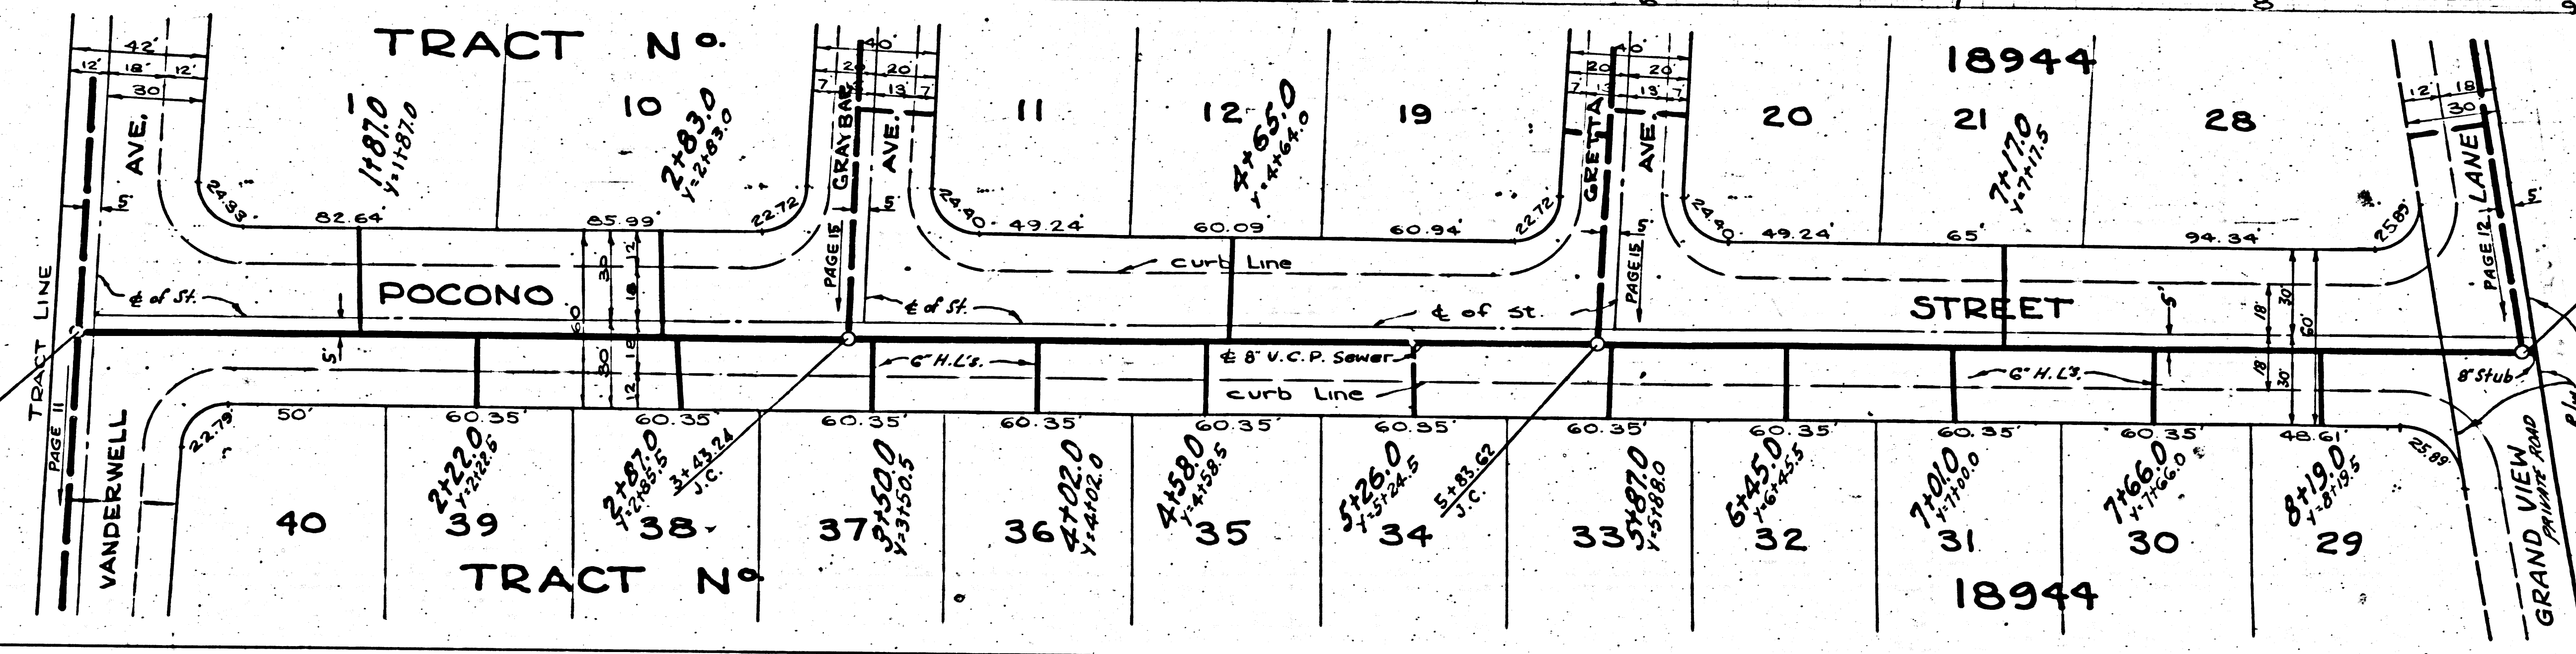 TRACT Nº.
18944
42'
12' 18' 12'
30
AVE.
1
1+87.0
Y=1+87.0
10
2+83.0
Y=2+83.0
40'
20' 20'
7 13' 7
GRAYBAR
AVE.
11
12
4+65.0
Y=4+64.0
19
40'
20 20
7 13 13' 7
GRETTA
AVE.
20
21
7+17.0
Y=7+17.5
28
12' 18'
30
LANE
5'
24.33'
82.64'
85.99'
22.72'
5'
24.40
49.24'
60.09'
60.94'
22.72'
5'
24.40
49.24'
65'
94.34'
25.89'
5'
PAGE 15
PAGE 15
PAGE 12
curb Line
TRACT LINE
℄ of St.
POCONO
℄ of St.
℄ of St.
STREET
5'
60
30 30
12 18 18 12
5'
18' 30' 60'
18' 30'
6" H.L's.
℄ 8" V.C.P. Sewer
curb Line
6" H.L's.
8" Stub
PAGE 11
VANDERWELL
22.79'
50'
60.35'
60.35'
60.35'
60.35'
60.35'
60.35'
60.35'
60.35'
60.35'
60.35'
48.61'
25.89'
2+22.0
Y=2+22.5
2+87.0
Y=2+85.5
3+43.24
J.C.
3+50.0
Y=3+50.5
4+02.0
Y=4+02.0
4+58.0
Y=4+58.5
5+26.0
Y=5+24.5
5+83.62
J.C.
5+87.0
Y=5+88.0
6+45.0
Y=6+45.5
7+01.0
Y=7+00.0
7+66.0
Y=7+66.0
8+19.0
Y=8+19.5
40
39
38
37
36
35
34
33
32
31
30
29
GRAND VIEW
PRIVATE ROAD
TRACT Nº.
18944